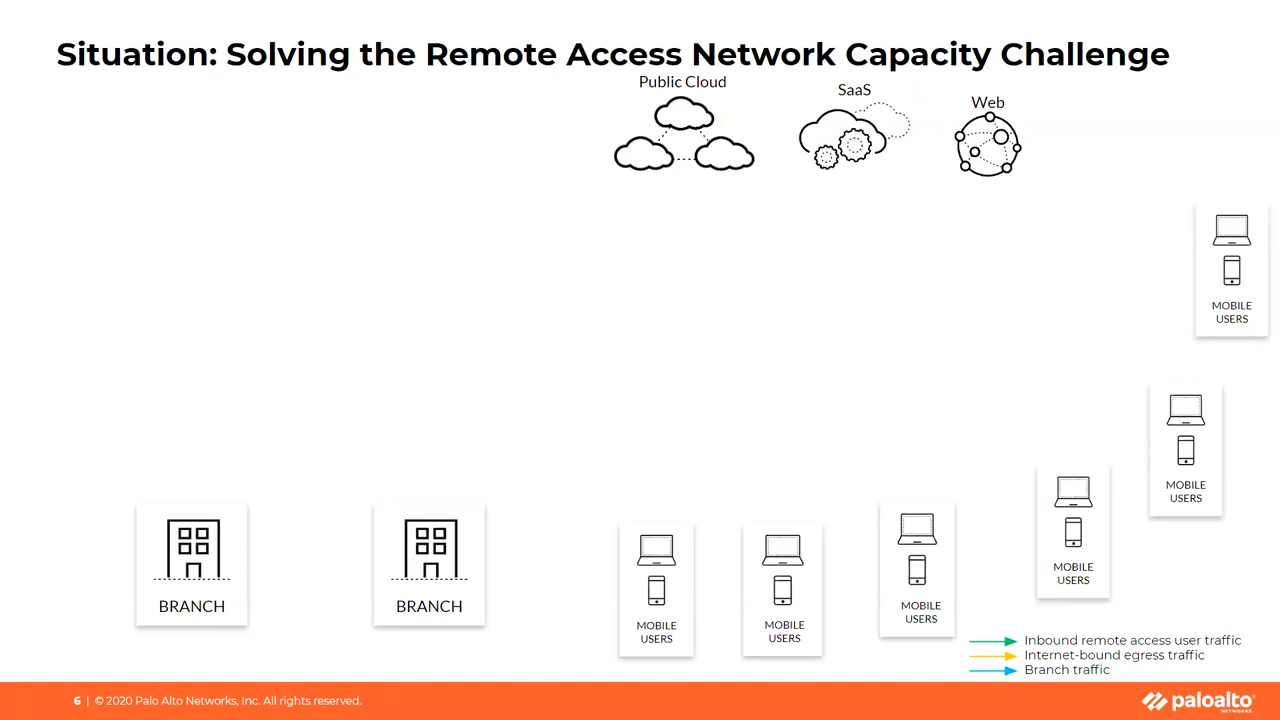 Situation: Solving the Remote Access Network Capacity Challenge
Public Cloud
SaaS
Web
MOBILE
USERS
MOBILE
USERS
MOBILE
USERS
MOBILE
USERS
MOBILE
USERS
MOBILE
USERS
BRANCH
BRANCH
Inbound remote access user traffic
Internet-bound egress traffic
Branch traffic
6 | © 2020 Palo Alto Networks, Inc. All rights reserved.
paloalto
NETWORKS